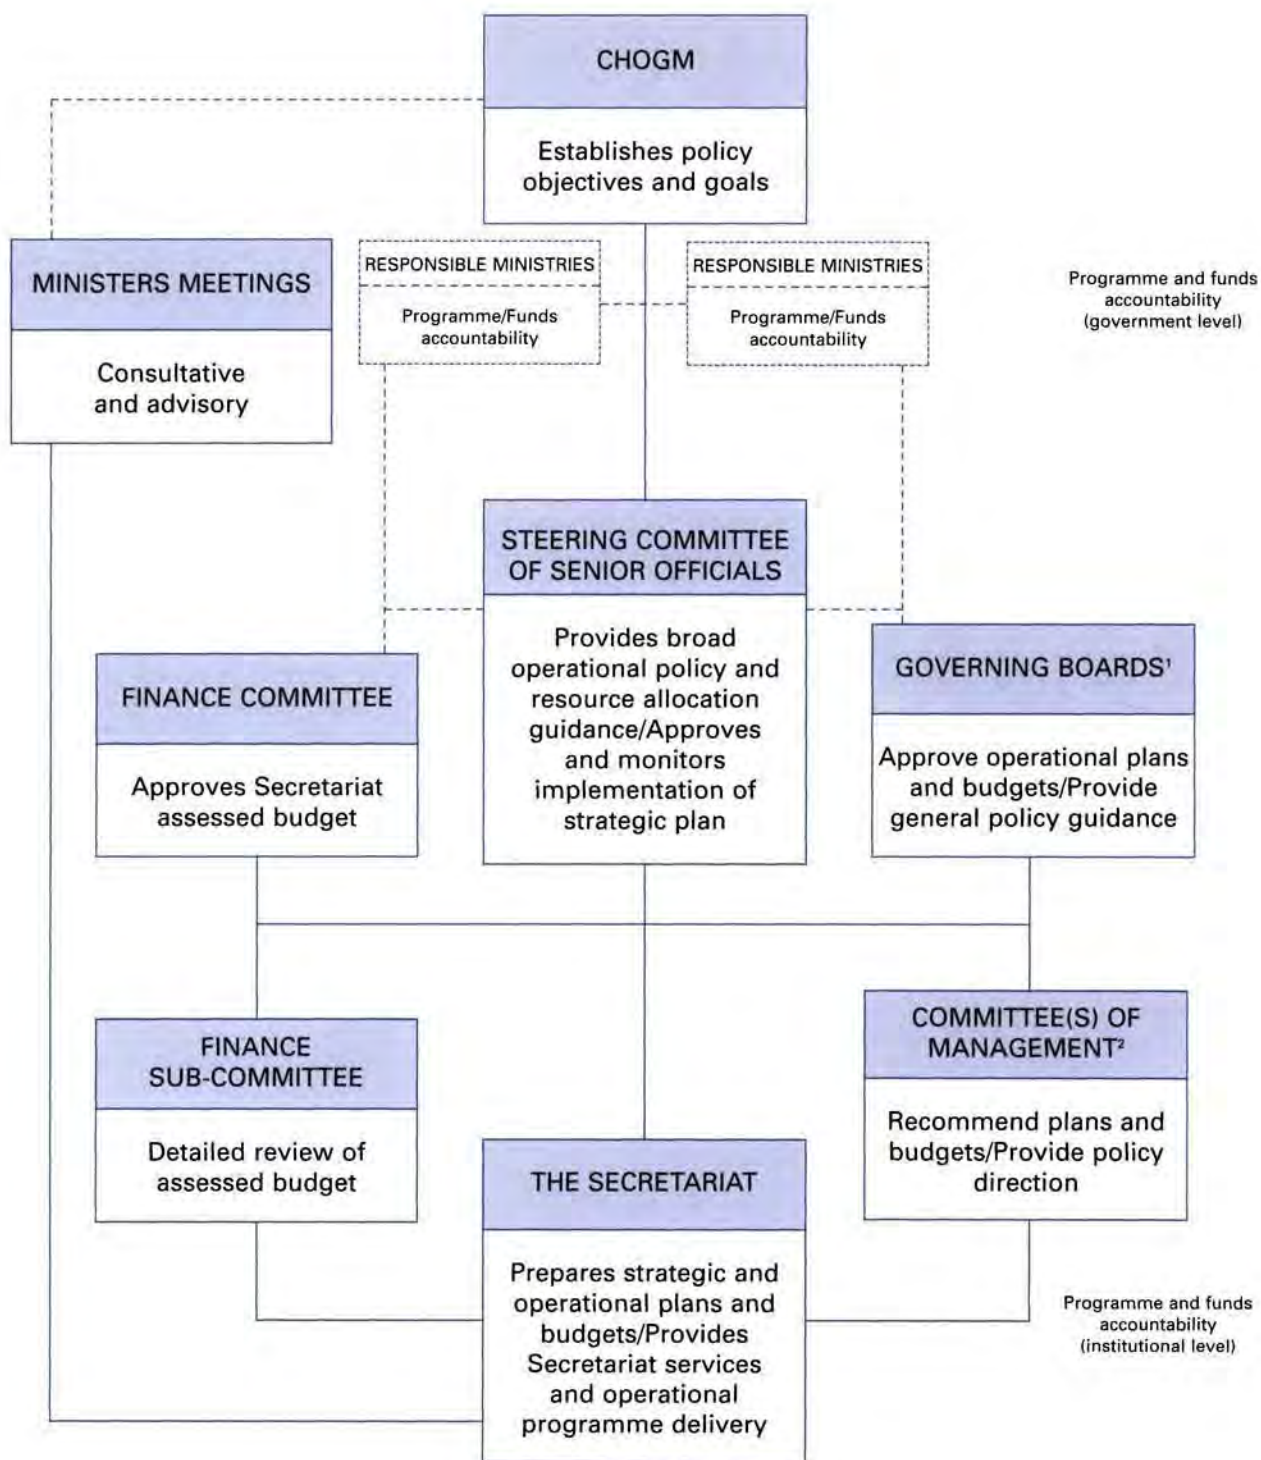 CHOGM
Establishes policy
objectives and goals
MINISTERS MEETINGS
Consultative
and advisory
RESPONSIBLE MINISTRIES
Programme/Funds
accountability
RESPONSIBLE MINISTRIES
Programme/Funds
accountability
Programme and funds
accountability
(government level)
STEERING COMMITTEE
OF SENIOR OFFICIALS
Provides broad
operational policy and
resource allocation
guidance/Approves
and monitors
implementation of
strategic plan
FINANCE COMMITTEE
Approves Secretariat
assessed budget
GOVERNING BOARDS¹
Approve operational plans
and budgets/Provide
general policy guidance
FINANCE
SUB-COMMITTEE
Detailed review of
assessed budget
COMMITTEE(S) OF
MANAGEMENT²
Recommend plans and
budgets/Provide policy
direction
THE SECRETARIAT
Prepares strategic and
operational plans and
budgets/Provides
Secretariat services
and operational
programme delivery
Programme and funds
accountability
(institutional level)